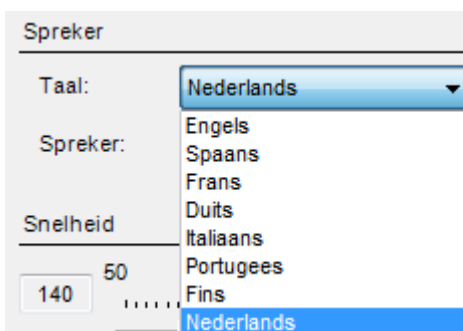 Spreker
Taal:
Nederlands
Engels
Spreker:
Spaans
Frans
Duits
Snelheid
Italiaans
Portugees
50
140
Fins
Nederlands